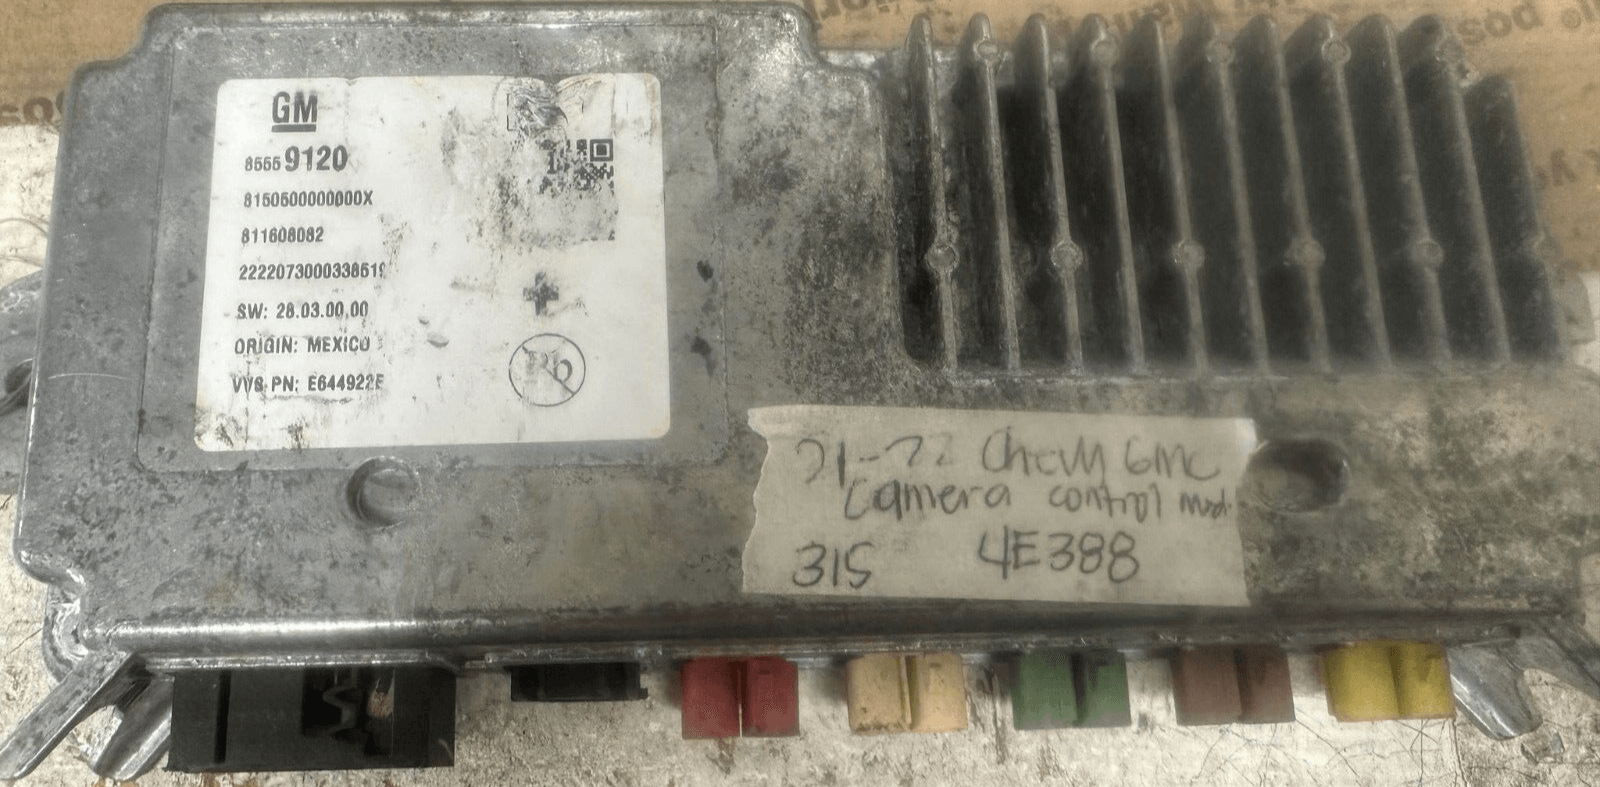 GM
8555 9120
8150500000000X
811608082
2222073000338519
SW: 28.03.00.00
ORIGIN: MEXICO
VVS PN: E644922E
Pb
21-22 Chevy GMC
Camera control mod.
315 4E388